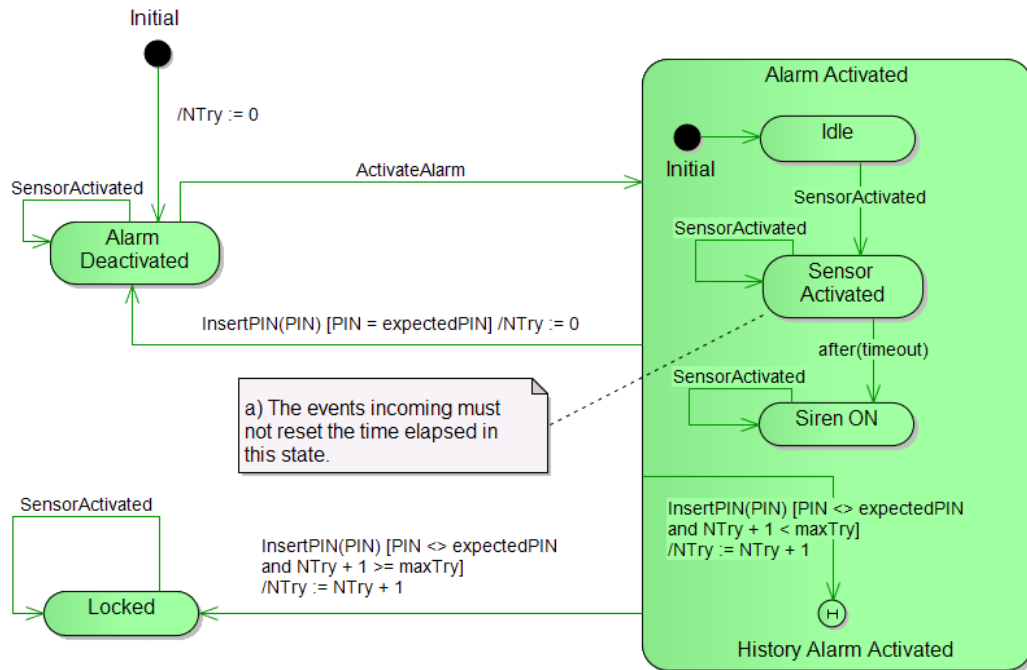 Initial
/NTry := 0
SensorActivated
Alarm
Deactivated
ActivateAlarm
InsertPIN(PIN) [PIN = expectedPIN] /NTry := 0
Alarm Activated
Initial
Idle
SensorActivated
SensorActivated
Sensor
Activated
after(timeout)
SensorActivated
Siren ON
a) The events incoming must
not reset the time elapsed in
this state.
InsertPIN(PIN) [PIN <> expectedPIN
and NTry + 1 < maxTry]
/NTry := NTry + 1
H
History Alarm Activated
SensorActivated
Locked
InsertPIN(PIN) [PIN <> expectedPIN
and NTry + 1 >= maxTry]
/NTry := NTry + 1